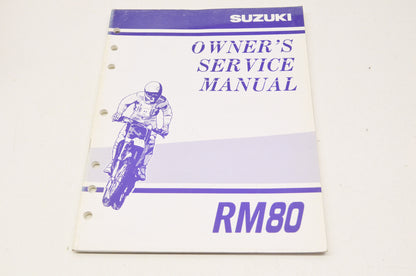 SUZUKI
OWNER'S
SERVICE
MANUAL
RM80